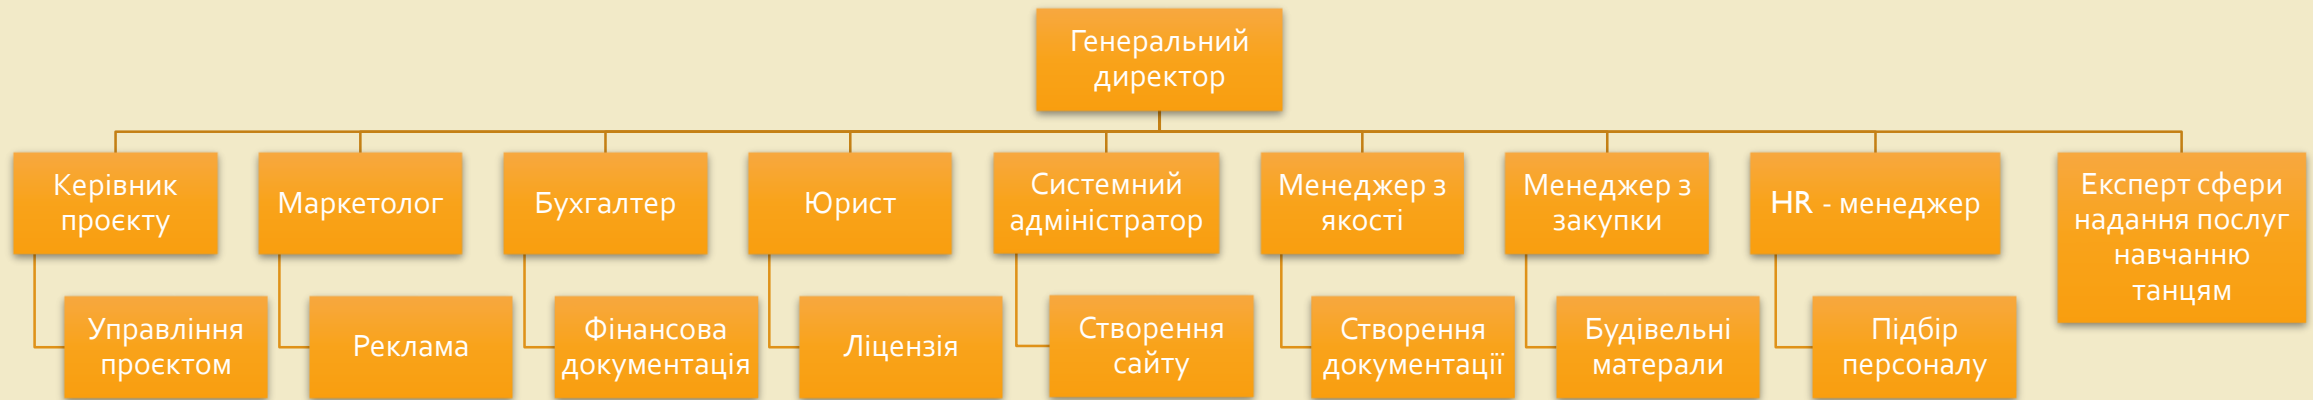 Генеральний
директор
Керівник
проєкту
Маркетолог
Бухгалтер
Юрист
Системний
адміністратор
Менеджер з
якості
Менеджер з
закупки
HR - менеджер
Експерт сфери
надання послуг
навчанню
танцям
Управління
проєктом
Реклама
Фінансова
документація
Ліцензія
Створення
сайту
Створення
документації
Будівельні
матерали
Підбір
персоналу